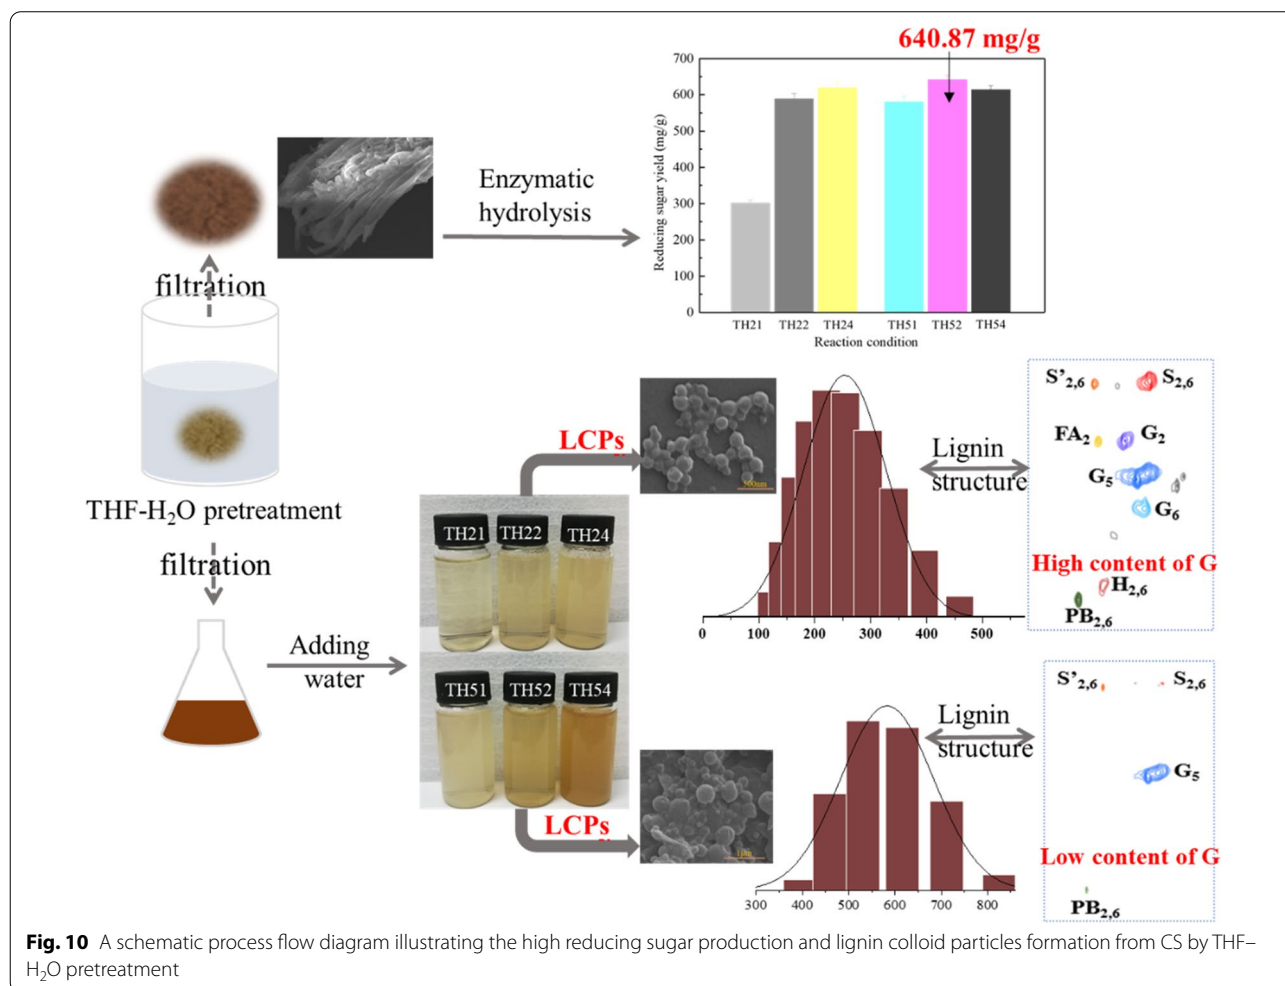 640.87 mg/g
700
600
500
400
300
200
100
0
Reducing sugar yield (mg/g)
TH21 TH22 TH24 TH51 TH52 TH54
Reaction condition
Enzymatic
hydrolysis
filtration
THF-H₂O pretreatment
filtration
Adding
water
TH21 TH22 TH24
TH51 TH52 TH54
LCPs
500nm
0 100 200 300 400 500
Lignin
structure
S'₂,₆ S₂,₆
FA₂ G₂
G₅
G₆
High content of G
H₂,₆
PB₂,₆
LCPs
1μm
300 400 500 600 700 800
Lignin
structure
S'₂,₆ S₂,₆
G₅
Low content of G
PB₂,₆
Fig. 10 A schematic process flow diagram illustrating the high reducing sugar production and lignin colloid particles formation from CS by THF–
H₂O pretreatment